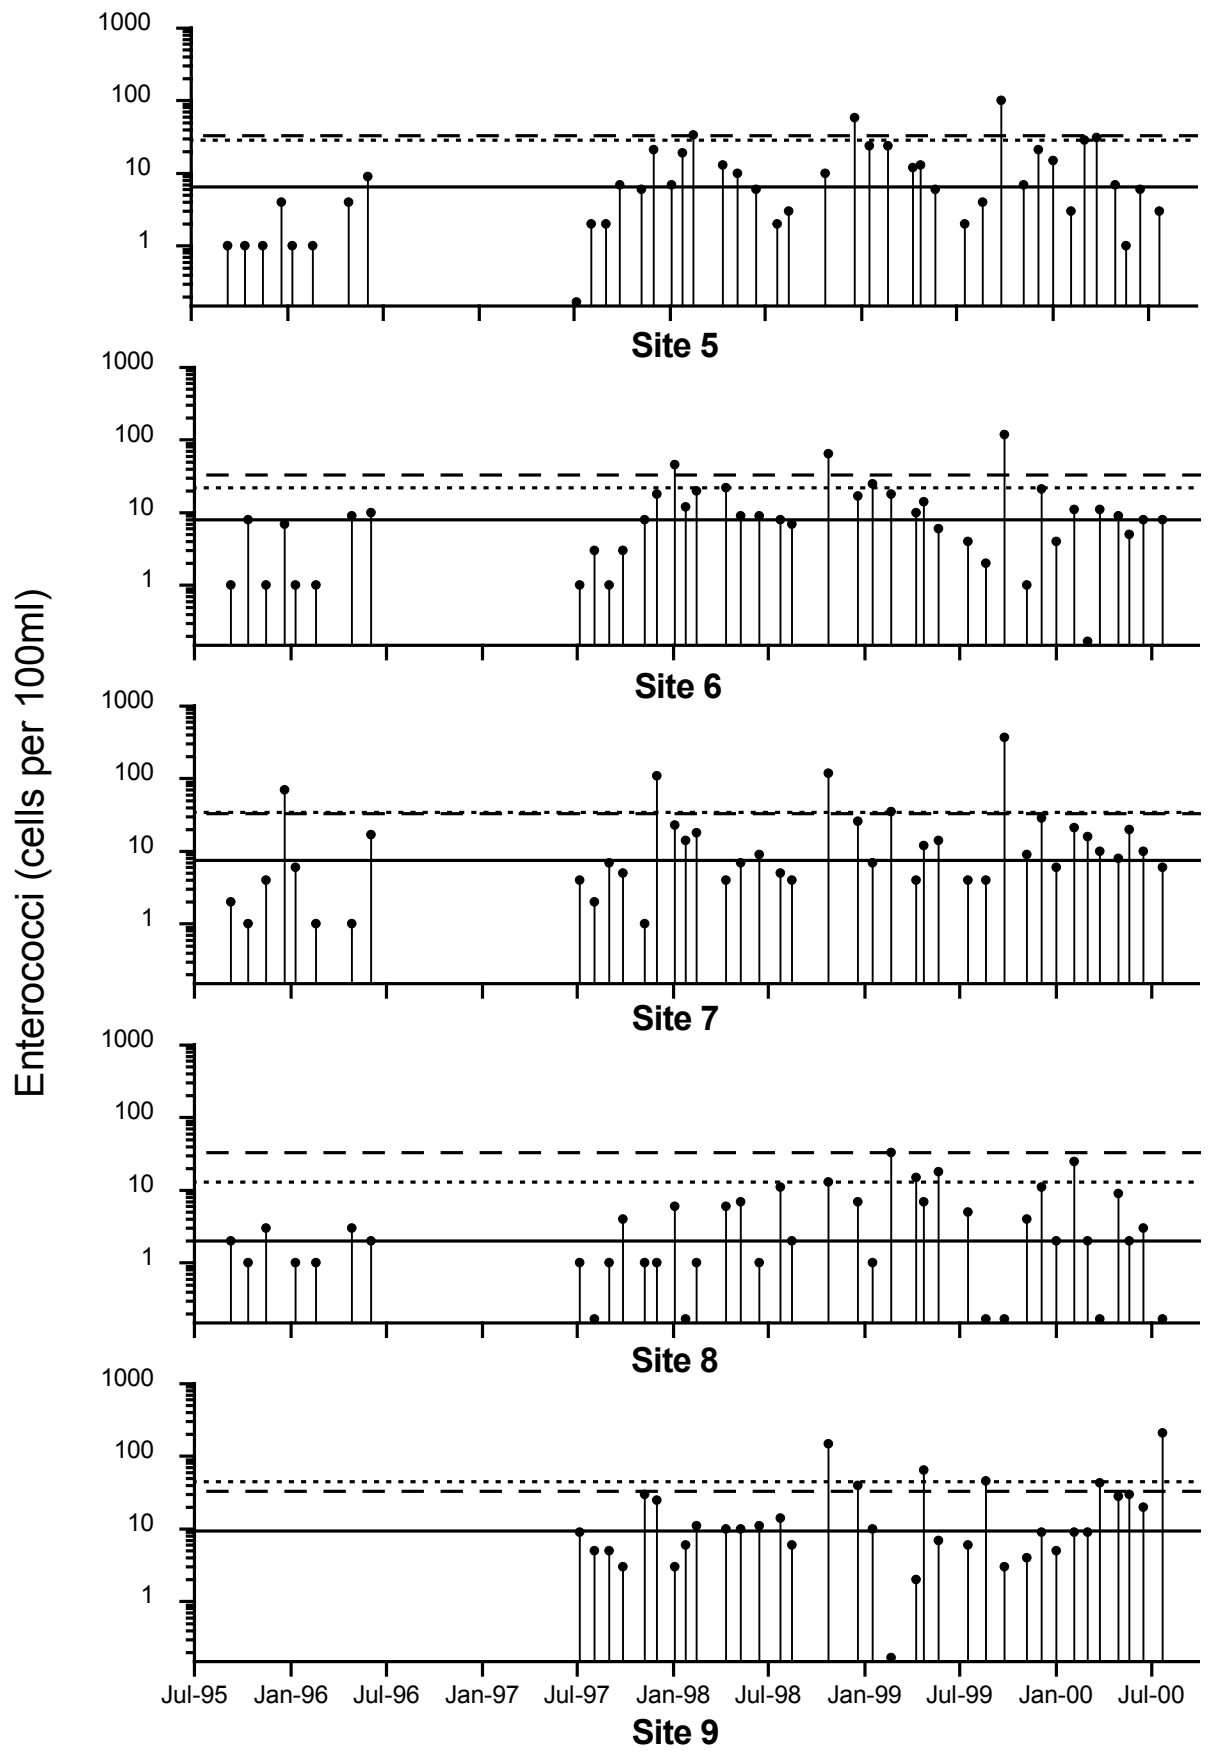 1000
100
10
1
Site 5
1000
100
10
1
Site 6
Enterococci (cells per 100ml)
1000
100
10
1
Site 7
1000
100
10
1
Site 8
1000
100
10
1
Jul-95 Jan-96 Jul-96 Jan-97 Jul-97 Jan-98 Jul-98 Jan-99 Jul-99 Jan-00 Jul-00
Site 9